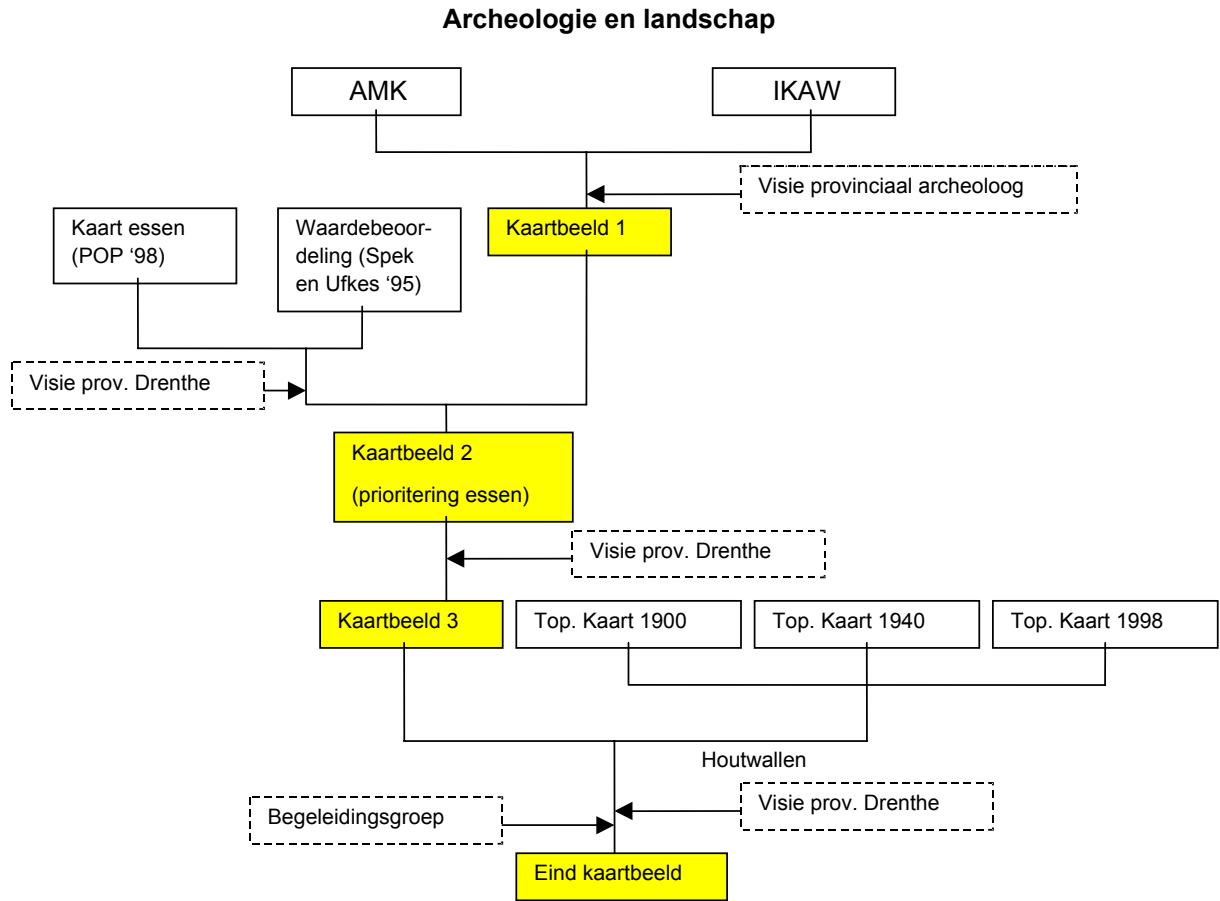 Archeologie en landschap
AMK
IKAW
Visie provinciaal archeoloog
Kaart essen
(POP ‘98)
Waardebeoor-
deling (Spek
en Ufkes ‘95)
Kaartbeeld 1
Visie prov. Drenthe
Kaartbeeld 2
(prioritering essen)
Visie prov. Drenthe
Kaartbeeld 3
Top. Kaart 1900
Top. Kaart 1940
Top. Kaart 1998
Houtwallen
Visie prov. Drenthe
Begeleidingsgroep
Eind kaartbeeld